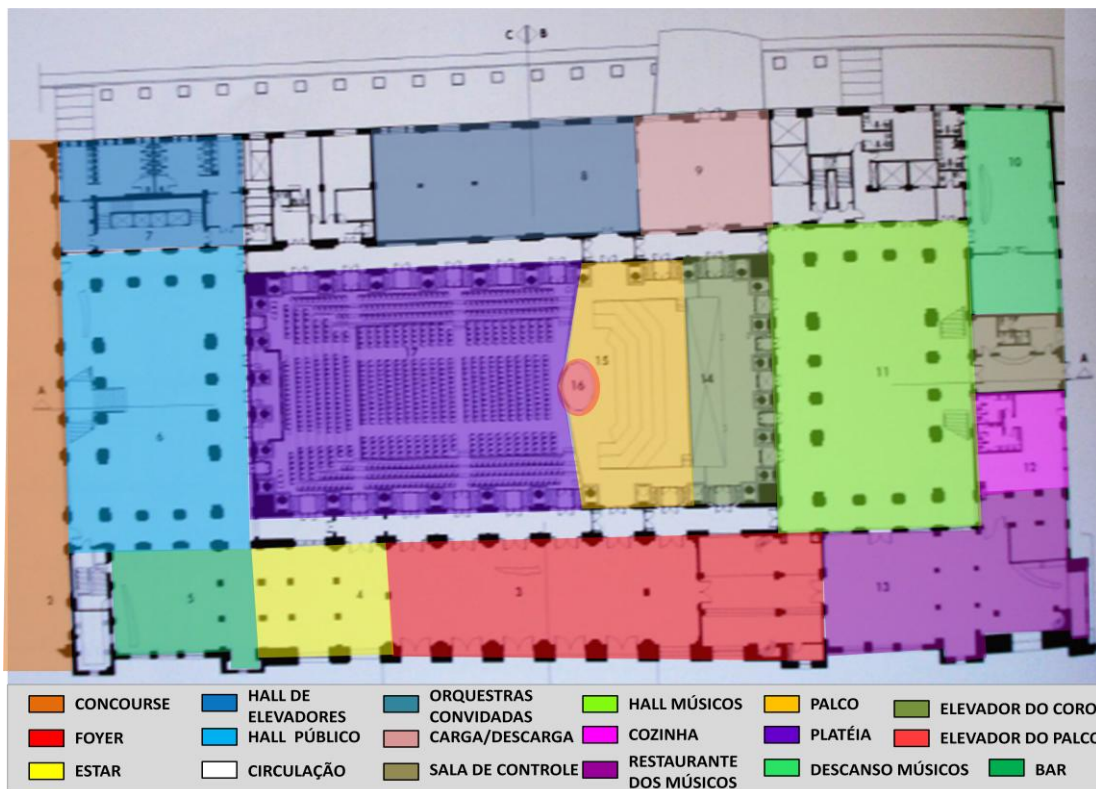 C B
10
8
9
7
17
15
16
14
11
A
A
6
12
5
4
3
13
2
CONCOURSE
HALL DE
ELEVADORES
ORQUESTRAS
CONVIDADAS
HALL MÚSICOS
PALCO
ELEVADOR DO CORO
FOYER
HALL PÚBLICO
CARGA/DESCARGA
COZINHA
PLATÉIA
ELEVADOR DO PALCO
ESTAR
CIRCULAÇÃO
SALA DE CONTROLE
RESTAURANTE
DOS MÚSICOS
DESCANSO MÚSICOS
BAR